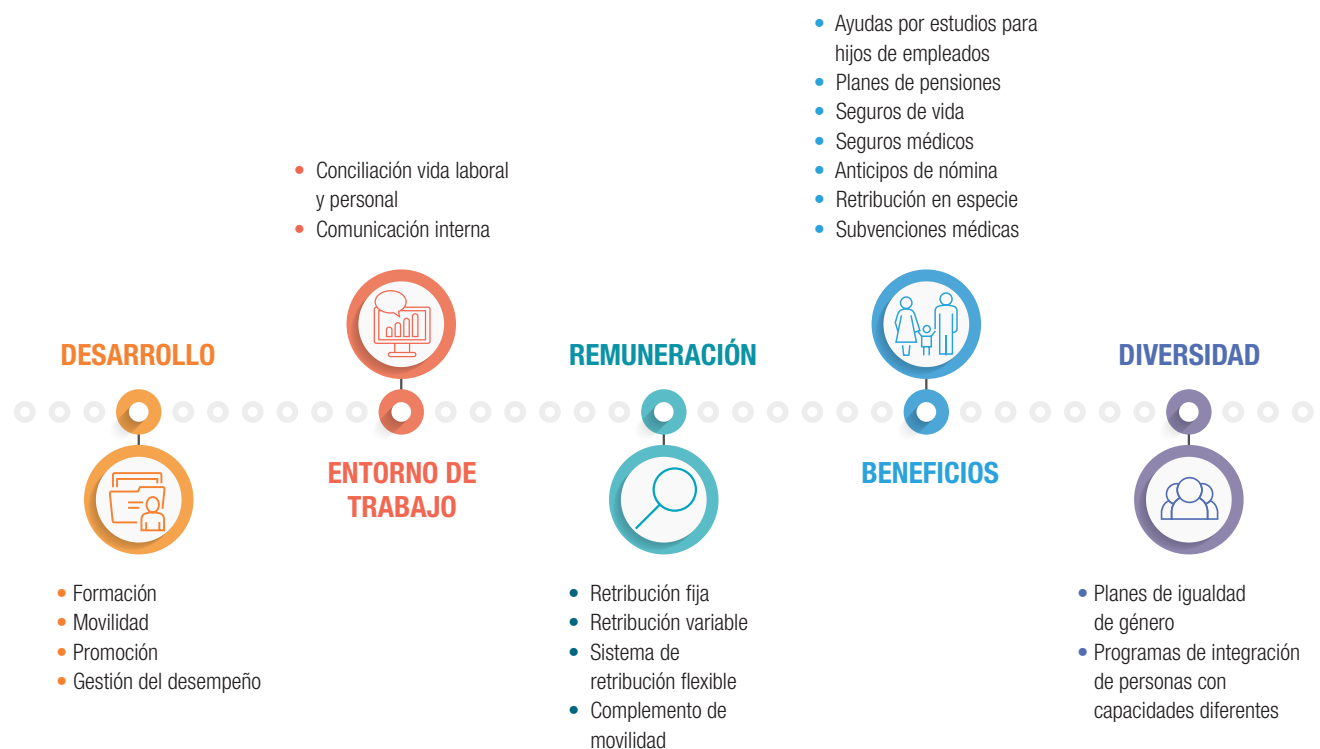 DESARROLLO
• Formación
• Movilidad
• Promoción
• Gestión del desempeño
• Conciliación vida laboral
y personal
• Comunicación interna
ENTORNO DE
TRABAJO
REMUNERACIÓN
• Retribución fija
• Retribución variable
• Sistema de
retribución flexible
• Complemento de
movilidad
• Ayudas por estudios para
hijos de empleados
• Planes de pensiones
• Seguros de vida
• Seguros médicos
• Anticipos de nómina
• Retribución en especie
• Subvenciones médicas
BENEFICIOS
DIVERSIDAD
• Planes de igualdad
de género
• Programas de integración
de personas con
capacidades diferentes